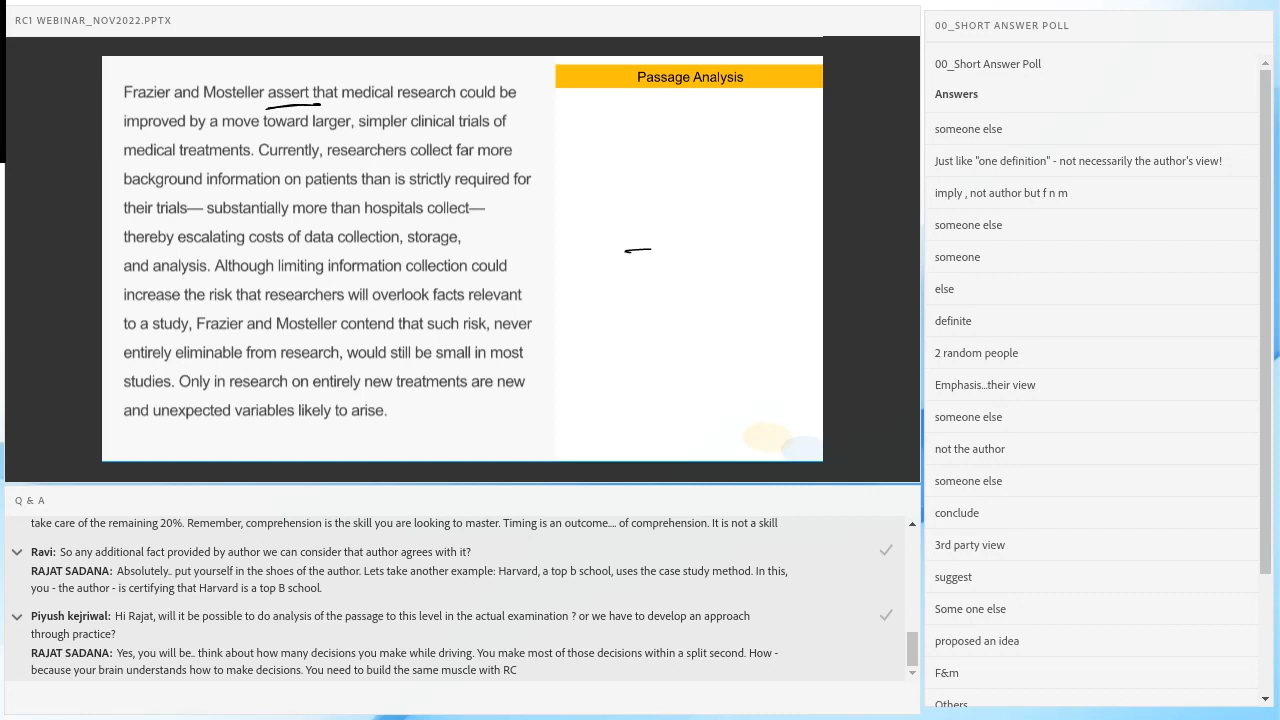 RC1 WEBINAR_NOV2022.PPTX
Frazier and Mosteller assert that medical research could be
improved by a move toward larger, simpler clinical trials of
medical treatments. Currently, researchers collect far more
background information on patients than is strictly required for
their trials— substantially more than hospitals collect—
thereby escalating costs of data collection, storage,
and analysis. Although limiting information collection could
increase the risk that researchers will overlook facts relevant
to a study, Frazier and Mosteller contend that such risk, never
entirely eliminable from research, would still be small in most
studies. Only in research on entirely new treatments are new
and unexpected variables likely to arise.
Passage Analysis
Q & A
take care of the remaining 20%. Remember, comprehension is the skill you are looking to master. Timing is an outcome.... of comprehension. It is not a skill
Ravi: So any additional fact provided by author we can consider that author agrees with it?
RAJAT SADANA: Absolutely.. put yourself in the shoes of the author. Lets take another example: Harvard, a top b school, uses the case study method. In this,
you - the author - is certifying that Harvard is a top B school.
Piyush kejriwal: Hi Rajat, will it be possible to do analysis of the passage to this level in the actual examination ? or we have to develop an approach
through practice?
RAJAT SADANA: Yes, you will be.. think about how many decisions you make while driving. You make most of those decisions within a split second. How -
because your brain understands how to make decisions. You need to build the same muscle with RC
00_SHORT ANSWER POLL
00_Short Answer Poll
Answers
someone else
Just like "one definition" - not necessarily the author's view!
imply , not author but f n m
someone else
someone
else
definite
2 random people
Emphasis...their view
someone else
not the author
someone else
conclude
3rd party view
suggest
Some one else
proposed an idea
F&m
Others